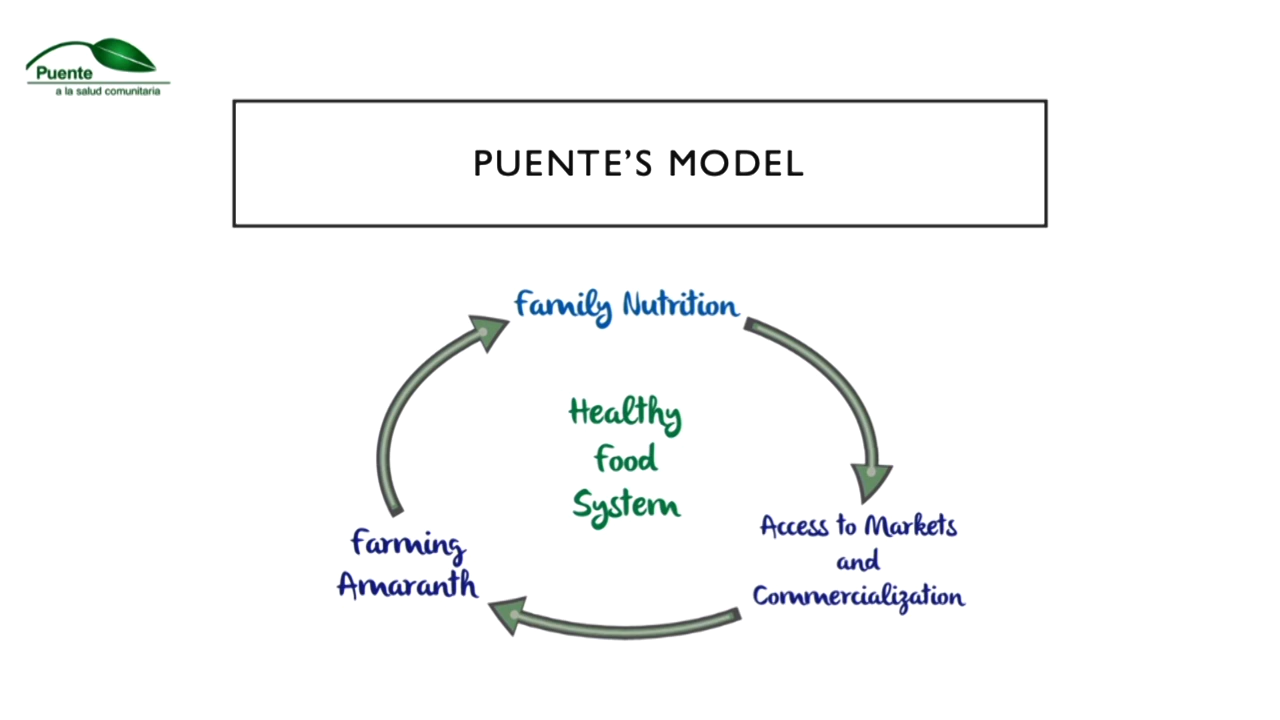 Puente
a la salud comunitaria
PUENTE’S MODEL
Family Nutrition
Healthy
Food
System
Access to Markets
and
Commercialization
Farming
Amaranth